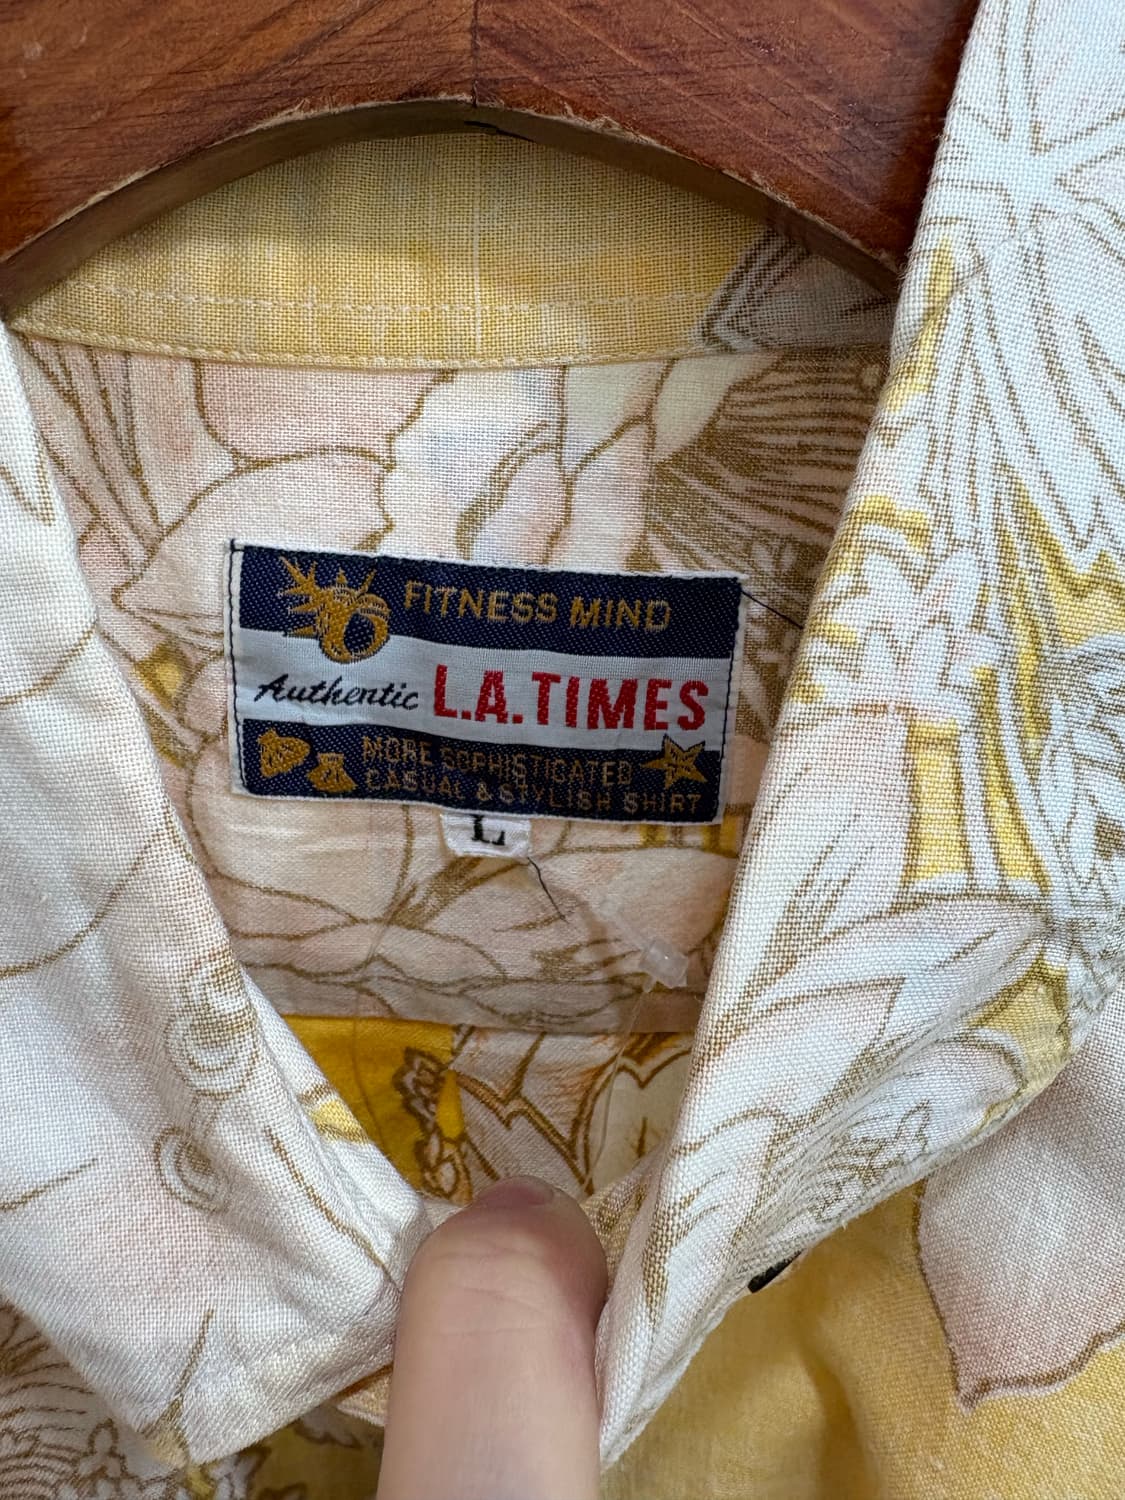 FITNESS MIND
Authentic L.A.TIMES
MORE SOPHISTICATED
CASUAL & STYLISH SHIRT
L